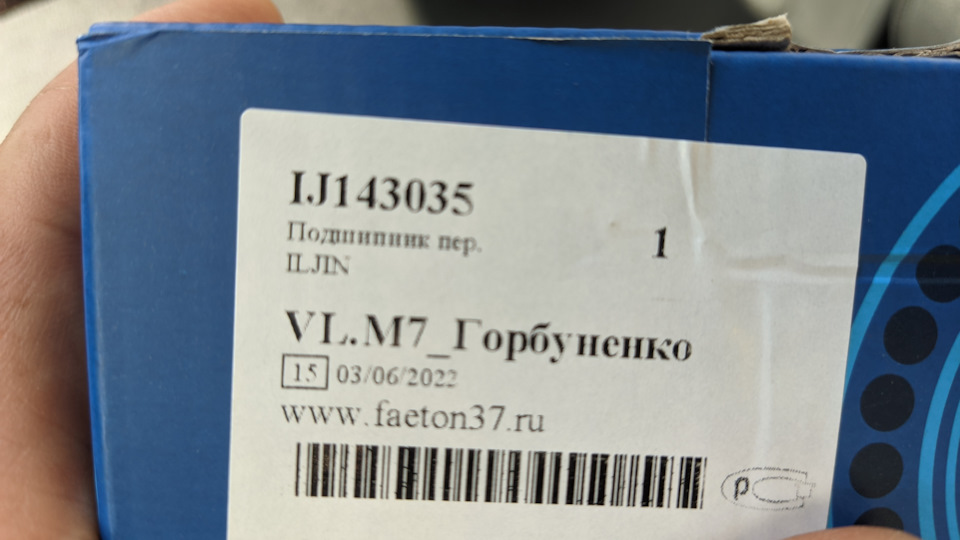 IJ143035
Подшипник пер.
1
ILJIN
VL.M7_Горбуненко
15 03/06/2022
www.faeton37.ru
р